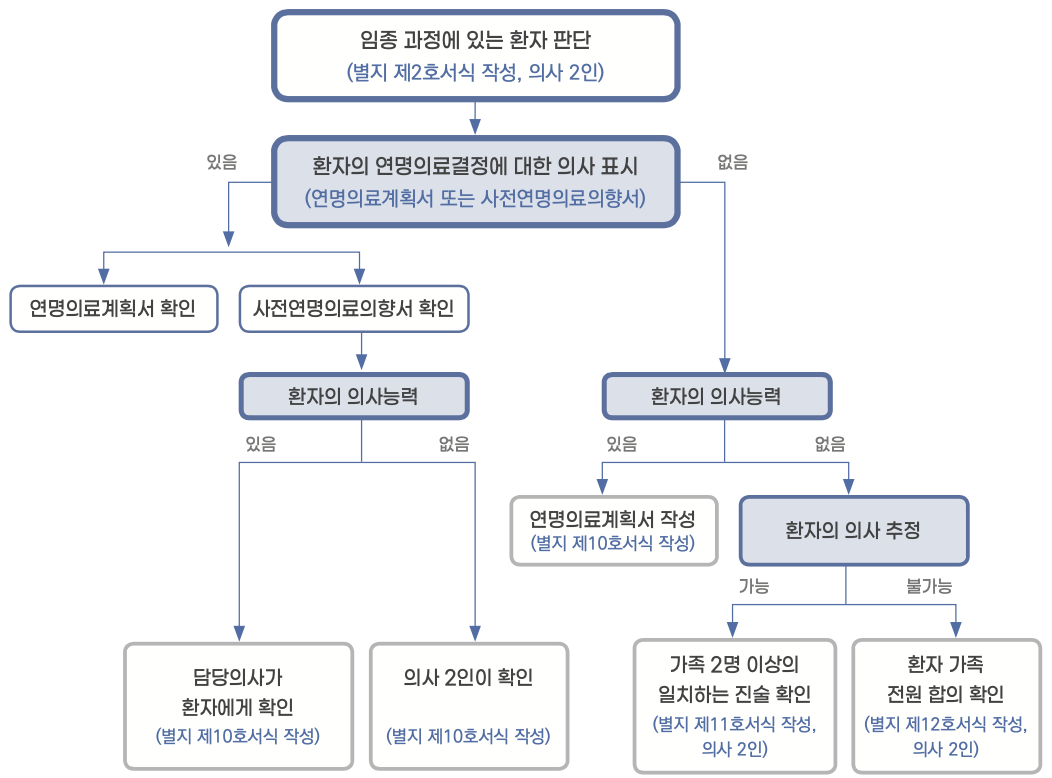 임종 과정에 있는 환자 판단
(별지 제2호서식 작성, 의사 2인)
있음
없음
환자의 연명의료결정에 대한 의사 표시
(연명의료계획서 또는 사전연명의료의향서)
연명의료계획서 확인
사전연명의료의향서 확인
환자의 의사능력
환자의 의사능력
있음
없음
있음
없음
연명의료계획서 작성
(별지 제10호서식 작성)
환자의 의사 추정
가능
불가능
담당의사가
환자에게 확인
(별지 제10호서식 작성)
의사 2인이 확인
(별지 제10호서식 작성)
가족 2명 이상의
일치하는 진술 확인
(별지 제11호서식 작성,
의사 2인)
환자 가족
전원 합의 확인
(별지 제12호서식 작성,
의사 2인)